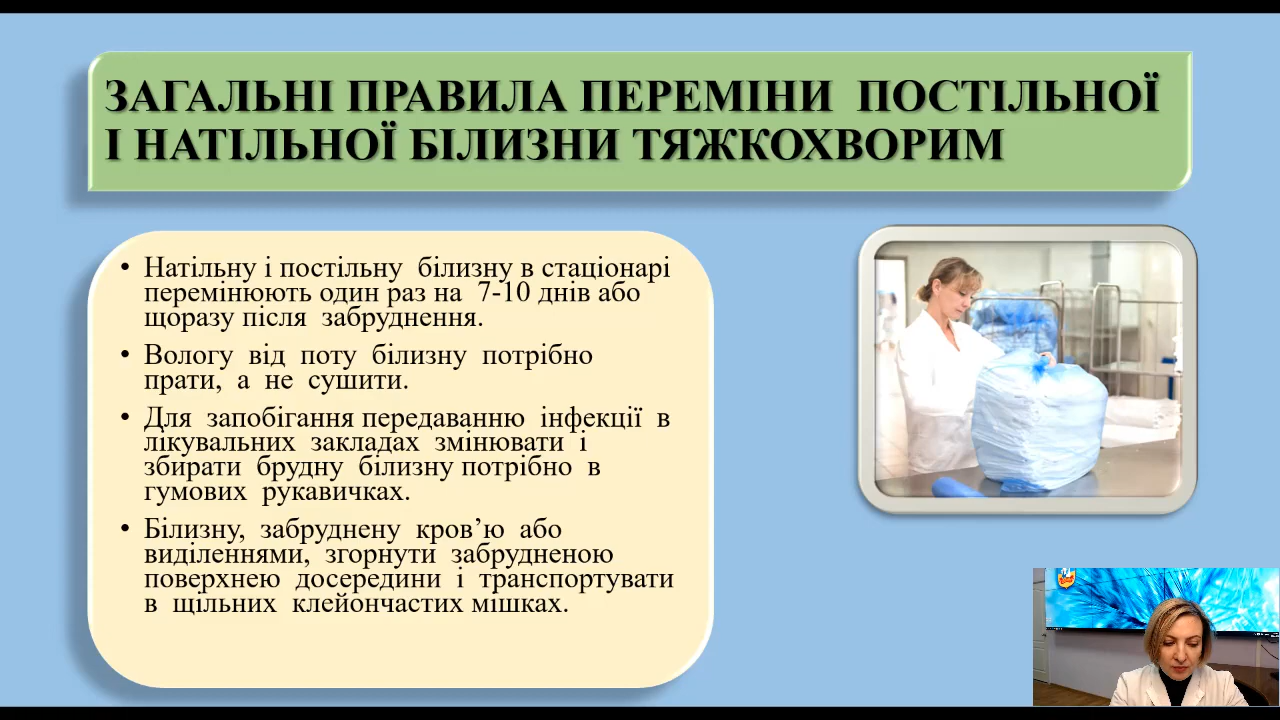 ЗАГАЛЬНІ ПРАВИЛА ПЕРЕМІНИ ПОСТІЛЬНОЇ
І НАТІЛЬНОЇ БІЛИЗНИ ТЯЖКОХВОРИМ
• Натільну і постільну білизну в стаціонарі
перемінюють один раз на 7-10 днів або
щоразу після забруднення.
• Вологу від поту білизну потрібно
прати, а не сушити.
• Для запобігання передаванню інфекції в
лікувальних закладах змінювати і
збирати брудну білизну потрібно в
гумових рукавичках.
• Білизну, забруднену кров’ю або
виділеннями, згорнути забрудненою
поверхнею досередини і транспортувати
в щільних клейончастих мішках.